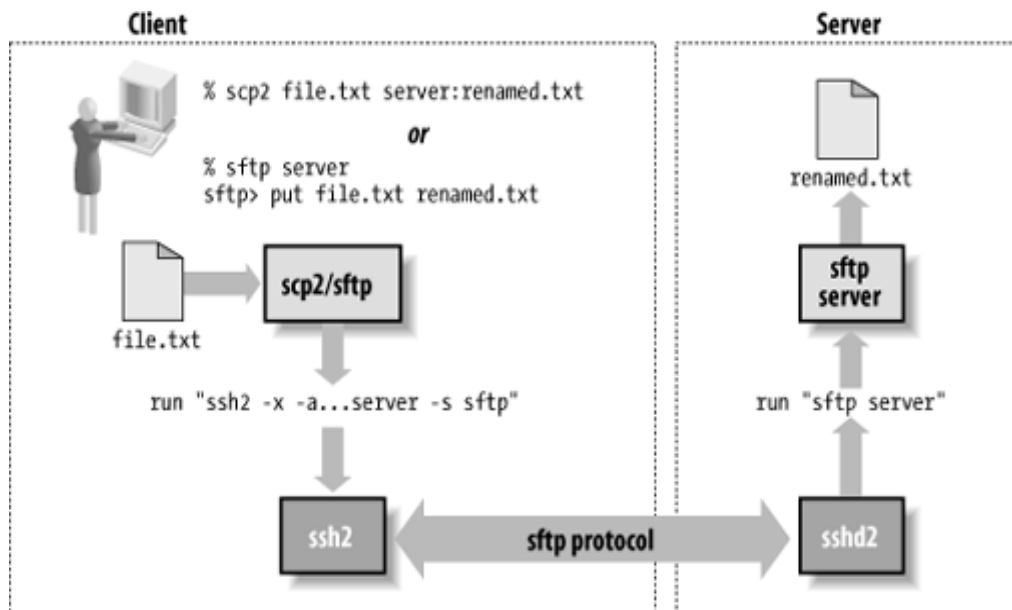 Client
Server
% scp2 file.txt server:renamed.txt
or
% sftp server
sftp> put file.txt renamed.txt
renamed.txt
scp2/sftp
sftp
server
file.txt
run "ssh2 -x -a...server -s sftp"
run "sftp server"
ssh2
sftp protocol
sshd2